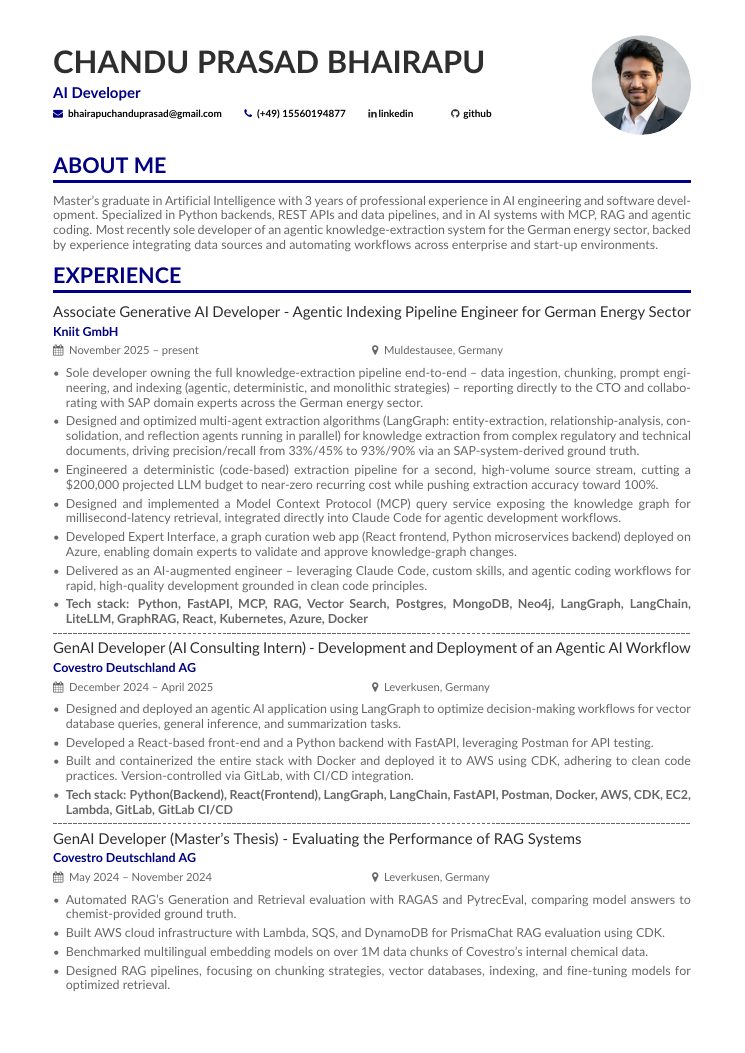 CHANDU PRASAD BHAIRAPU
AI Developer
bhairapuchanduprasad@gmail.com (+49) 15560194877 linkedin github
ABOUT ME
Master's graduate in Artificial Intelligence with 3 years of professional experience in AI engineering and software devel-
opment. Specialized in Python backends, REST APIs and data pipelines, and in AI systems with MCP, RAG and agentic
coding. Most recently sole developer of an agentic knowledge-extraction system for the German energy sector, backed
by experience integrating data sources and automating workflows across enterprise and start-up environments.
EXPERIENCE
Associate Generative AI Developer - Agentic Indexing Pipeline Engineer for German Energy Sector
Kniit GmbH
November 2025 – present Muldestausee, Germany
• Sole developer owning the full knowledge-extraction pipeline end-to-end – data ingestion, chunking, prompt engi-
neering, and indexing (agentic, deterministic, and monolithic strategies) – reporting directly to the CTO and collabo-
rating with SAP domain experts across the German energy sector.
• Designed and optimized multi-agent extraction algorithms (LangGraph: entity-extraction, relationship-analysis, con-
solidation, and reflection agents running in parallel) for knowledge extraction from complex regulatory and technical
documents, driving precision/recall from 33%/45% to 93%/90% via an SAP-system-derived ground truth.
• Engineered a deterministic (code-based) extraction pipeline for a second, high-volume source stream, cutting a
$200,000 projected LLM budget to near-zero recurring cost while pushing extraction accuracy toward 100%.
• Designed and implemented a Model Context Protocol (MCP) query service exposing the knowledge graph for
millisecond-latency retrieval, integrated directly into Claude Code for agentic development workflows.
• Developed Expert Interface, a graph curation web app (React frontend, Python microservices backend) deployed on
Azure, enabling domain experts to validate and approve knowledge-graph changes.
• Delivered as an AI-augmented engineer – leveraging Claude Code, custom skills, and agentic coding workflows for
rapid, high-quality development grounded in clean code principles.
• Tech stack: Python, FastAPI, MCP, RAG, Vector Search, Postgres, MongoDB, Neo4j, LangGraph, LangChain,
LiteLLM, GraphRAG, React, Kubernetes, Azure, Docker
GenAI Developer (AI Consulting Intern) - Development and Deployment of an Agentic AI Workflow
Covestro Deutschland AG
December 2024 – April 2025 Leverkusen, Germany
• Designed and deployed an agentic AI application using LangGraph to optimize decision-making workflows for vector
database queries, general inference, and summarization tasks.
• Developed a React-based front-end and a Python backend with FastAPI, leveraging Postman for API testing.
• Built and containerized the entire stack with Docker and deployed it to AWS using CDK, adhering to clean code
practices. Version-controlled via GitLab, with CI/CD integration.
• Tech stack: Python(Backend), React(Frontend), LangGraph, LangChain, FastAPI, Postman, Docker, AWS, CDK, EC2,
Lambda, GitLab, GitLab CI/CD
GenAI Developer (Master's Thesis) - Evaluating the Performance of RAG Systems
Covestro Deutschland AG
May 2024 – November 2024 Leverkusen, Germany
• Automated RAG's Generation and Retrieval evaluation with RAGAS and PytrecEval, comparing model answers to
chemist-provided ground truth.
• Built AWS cloud infrastructure with Lambda, SQS, and DynamoDB for PrismaChat RAG evaluation using CDK.
• Benchmarked multilingual embedding models on over 1M data chunks of Covestro's internal chemical data.
• Designed RAG pipelines, focusing on chunking strategies, vector databases, indexing, and fine-tuning models for
optimized retrieval.